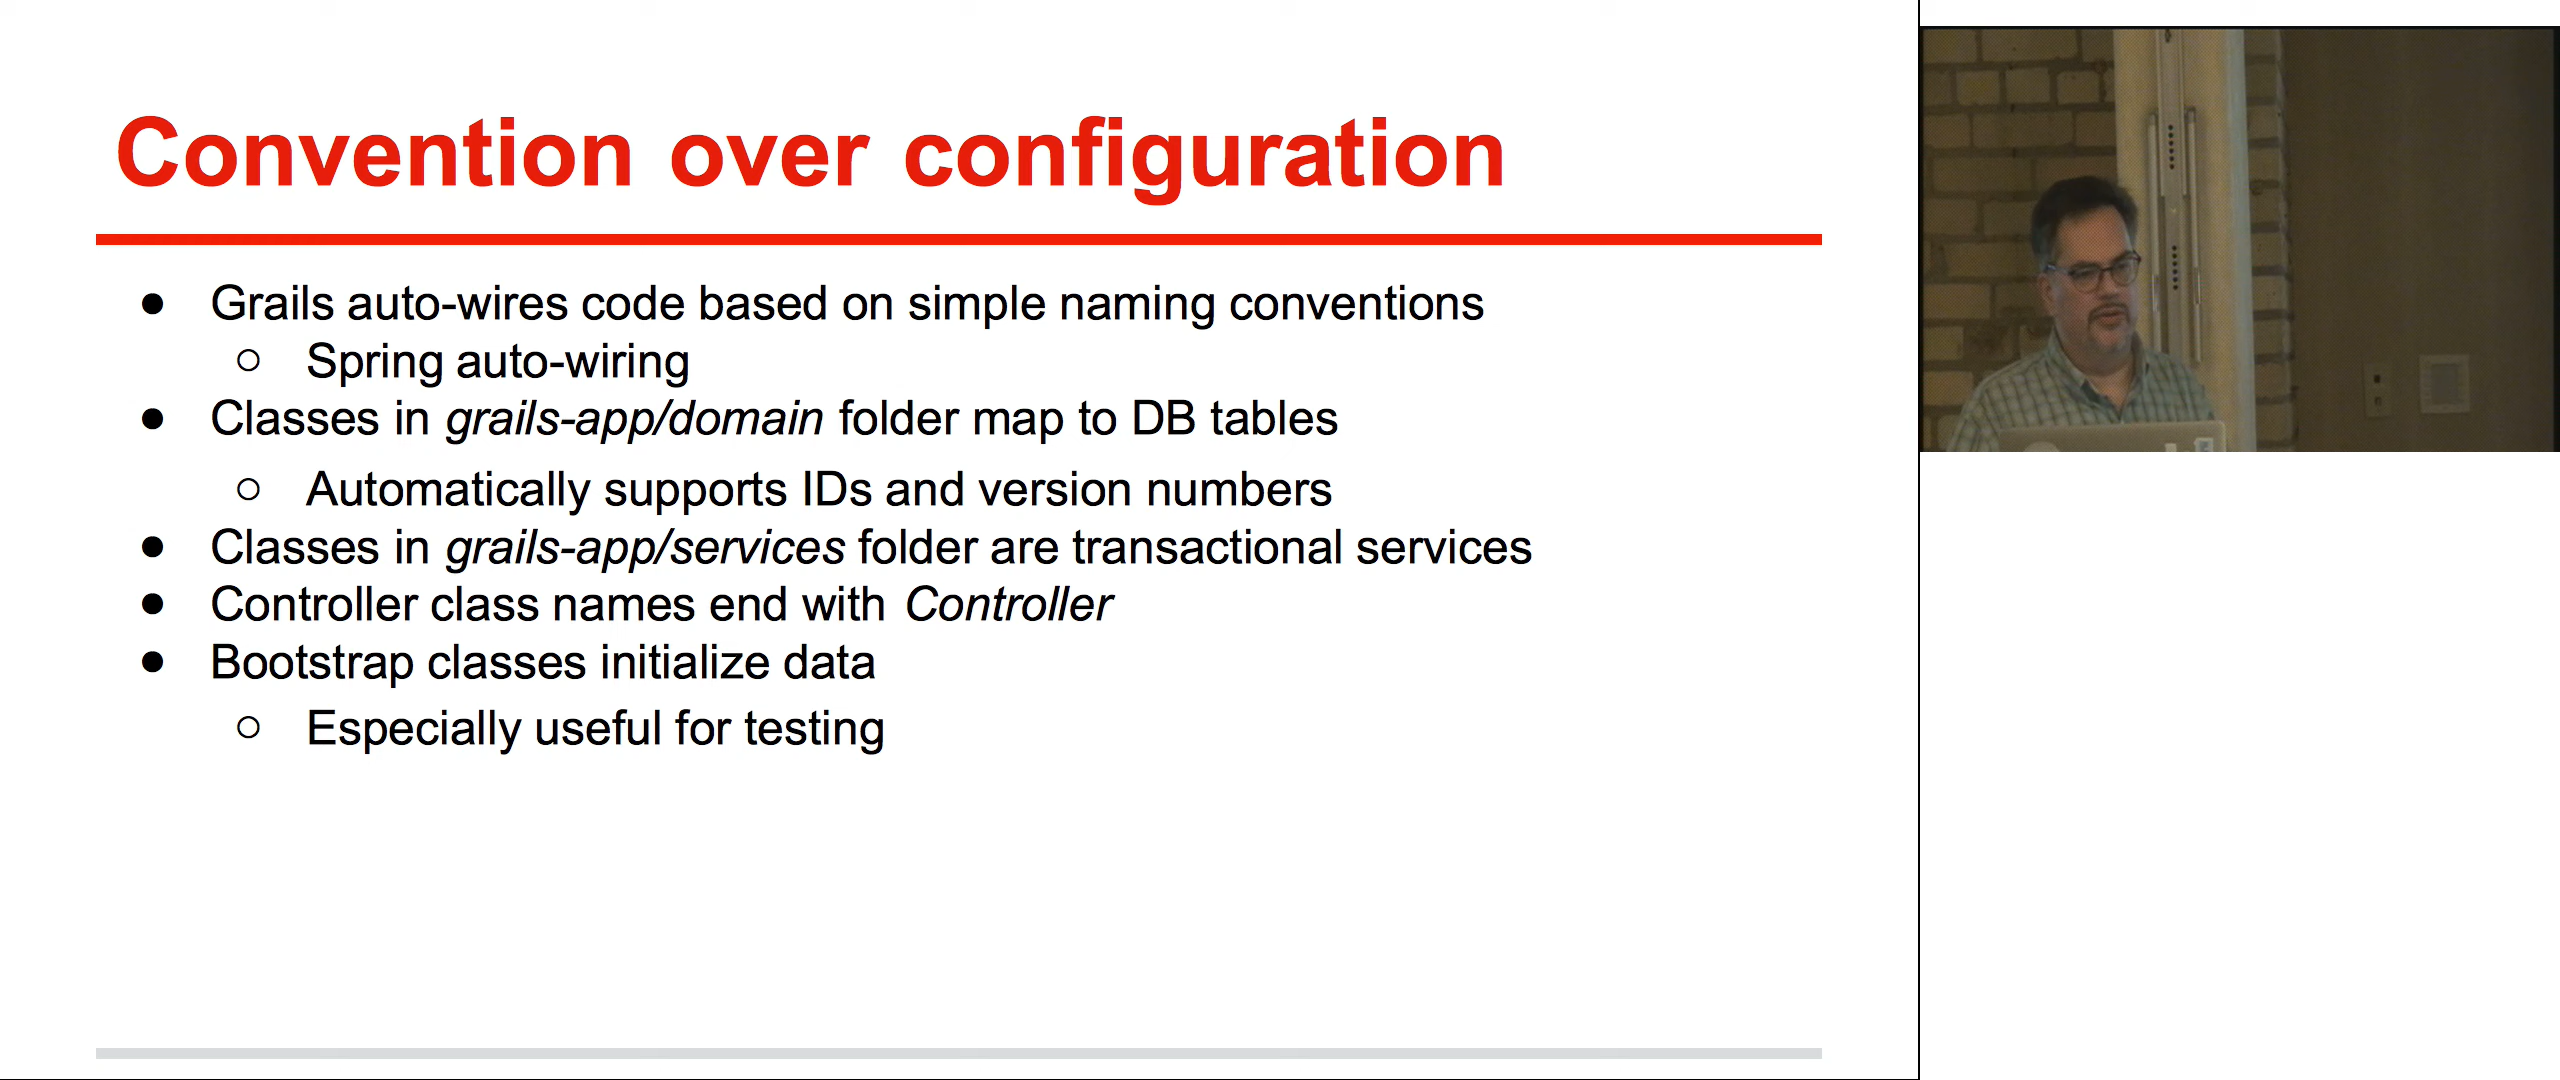 Convention over configuration
● Grails auto-wires code based on simple naming conventions
○ Spring auto-wiring
● Classes in grails-app/domain folder map to DB tables
○ Automatically supports IDs and version numbers
● Classes in grails-app/services folder are transactional services
● Controller class names end with Controller
● Bootstrap classes initialize data
○ Especially useful for testing